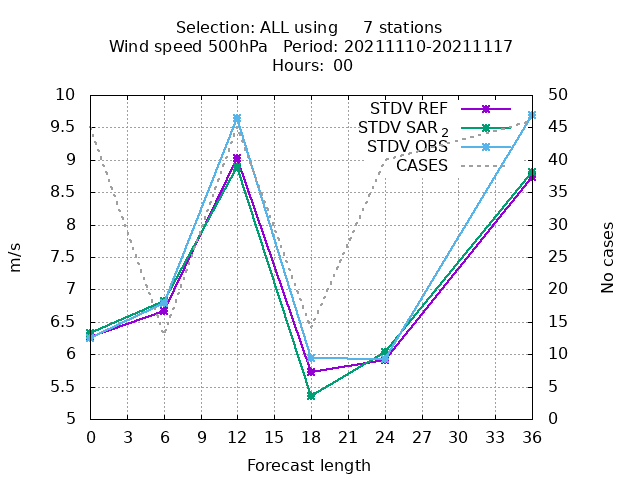 Selection: ALL using     7 stations
Wind speed 500hPa   Period: 20211110-20211117
Hours:  00
10 50
STDV REF
9.5 STDV SAR 2 45
STDV OBS
9 CASES 40
8.5 35
8 30
7.5 25
7 20
6.5 15
6 10
5.5 5
5 0
m/s
No cases
0 3 6 9 12 15 18 21 24 27 30 33 36
Forecast length